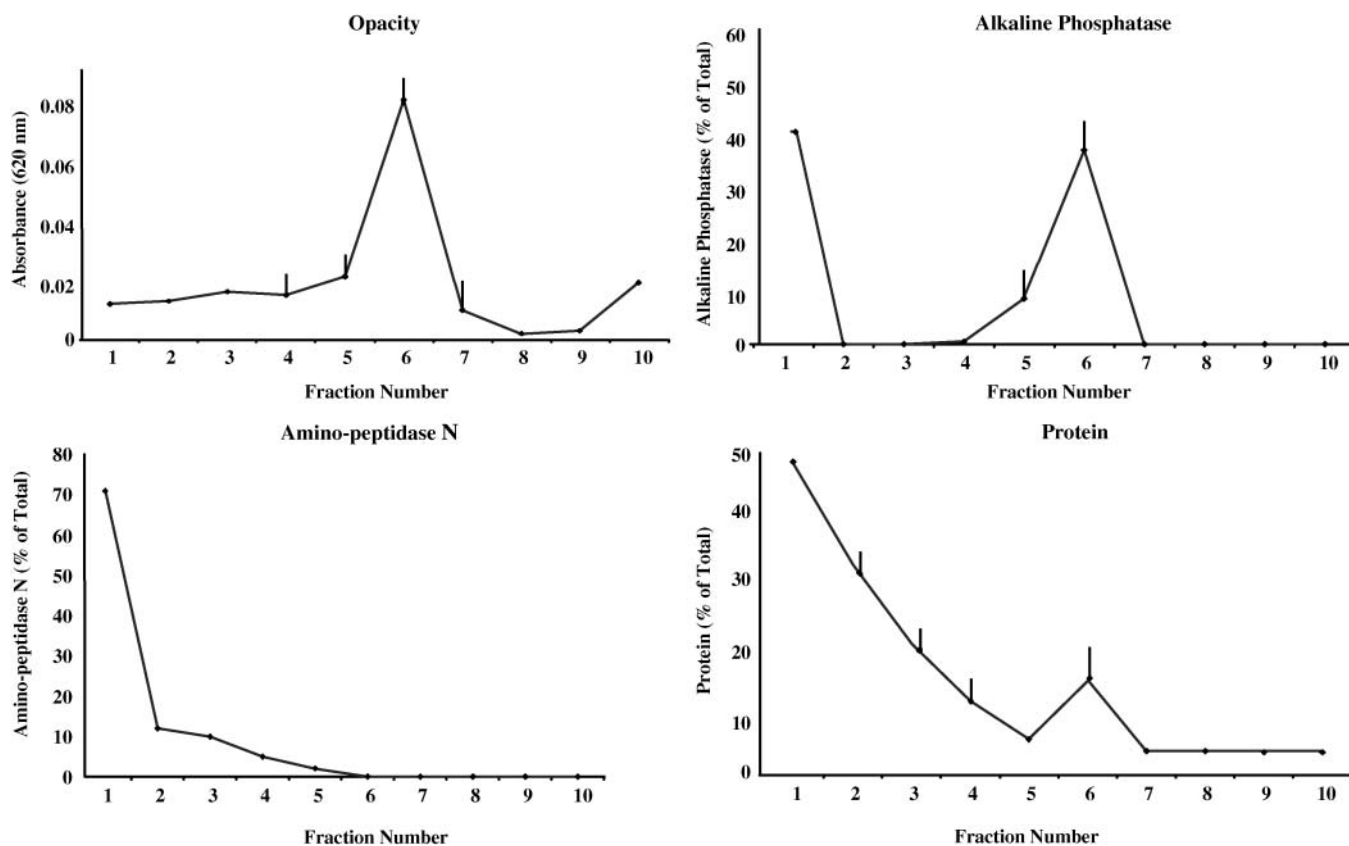 Opacity
Absorbance (620 nm)
0.08
0.06
0.04
0.02
0
1 2 3 4 5 6 7 8 9 10
Fraction Number
Alkaline Phosphatase
Alkaline Phosphatase (% of Total)
60
50
40
30
20
10
0
1 2 3 4 5 6 7 8 9 10
Fraction Number
Amino-peptidase N
Amino-peptidase N (% of Total)
80
70
60
50
40
30
20
10
0
1 2 3 4 5 6 7 8 9 10
Fraction Number
Protein
Protein (% of Total)
50
40
30
20
10
0
1 2 3 4 5 6 7 8 9 10
Fraction Number